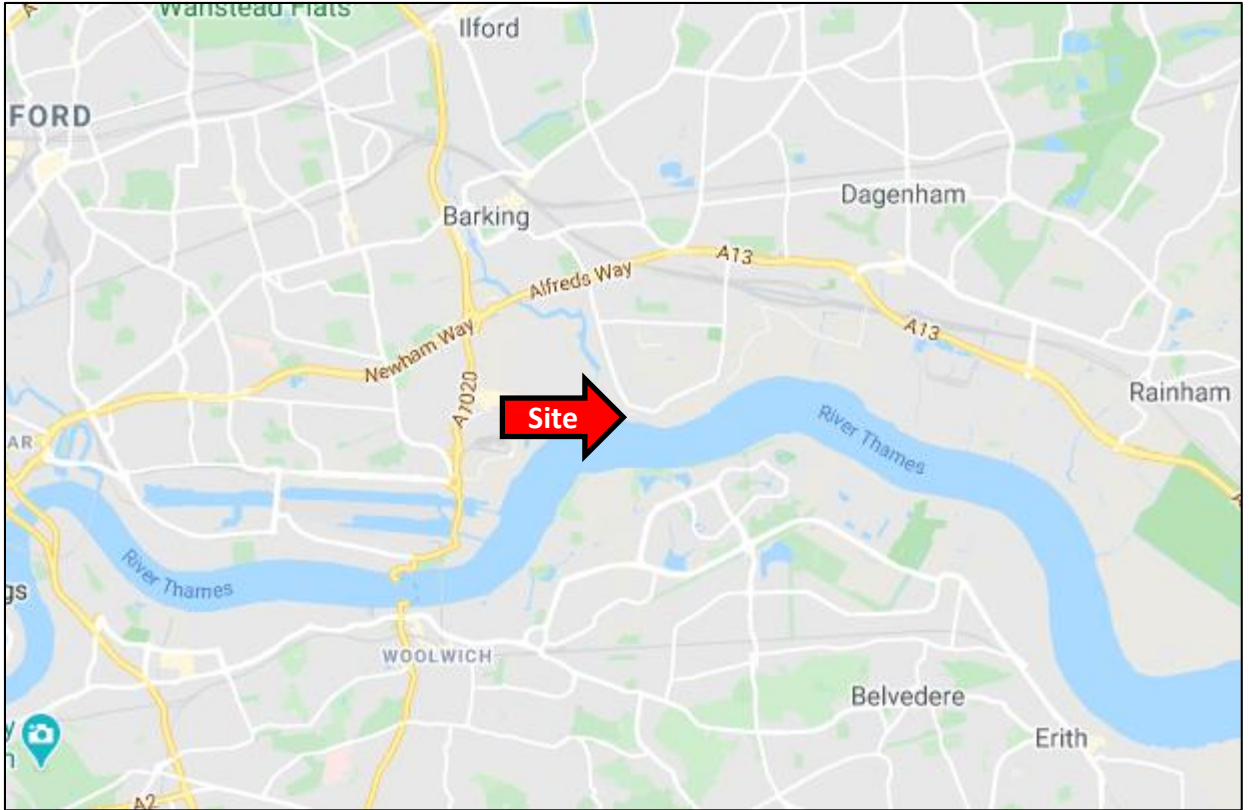 Wanstead Flats
Ilford
FORD
Dagenham
Barking
A13
Alfreds Way
A13
Newham Way
A1020
Rainham
Site
River Thames
AR
River Thames
gs
WOOLWICH
Belvedere
Erith
A2